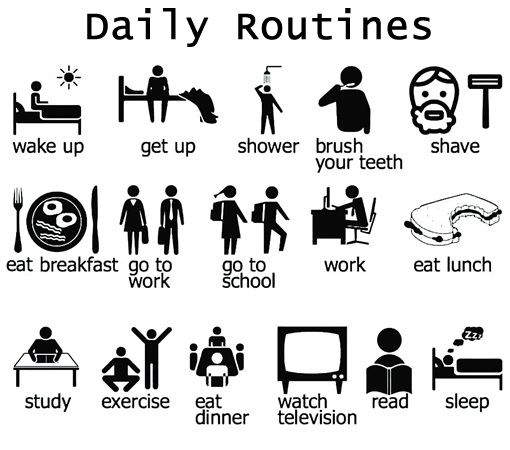 Daily Routines
wake up
get up
shower
brush
your teeth
shave
eat breakfast
go to
work
go to
school
work
eat lunch
study
exercise
eat
dinner
watch
television
read
sleep
zzz